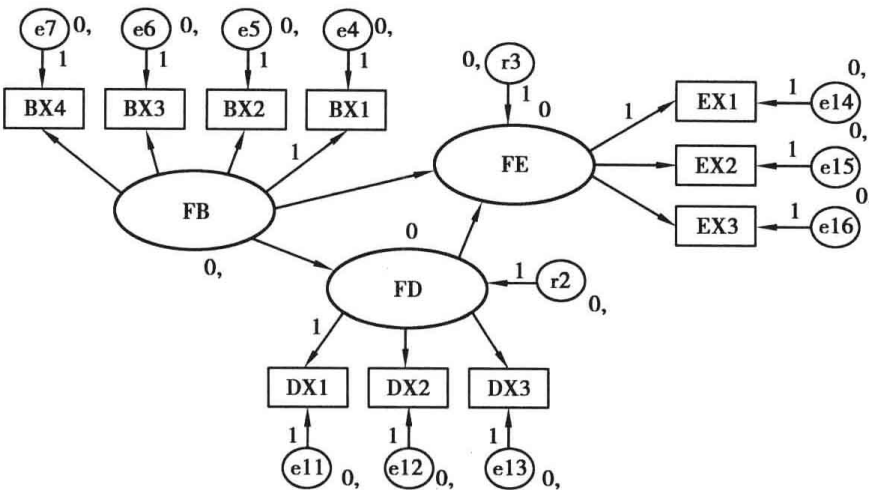 e7 0, e6 0, e5 0, e4 0,
1 1 1 1
BX4 BX3 BX2 BX1
0, r3
1
0
1
FB
0,
FE
1
EX1 1 e14 0,
EX2 1 e15 0,
EX3 1 e16 0,
0
FD
1 r2 0,
1
DX1 DX2 DX3
1 1 1
e11 0, e12 0, e13 0,